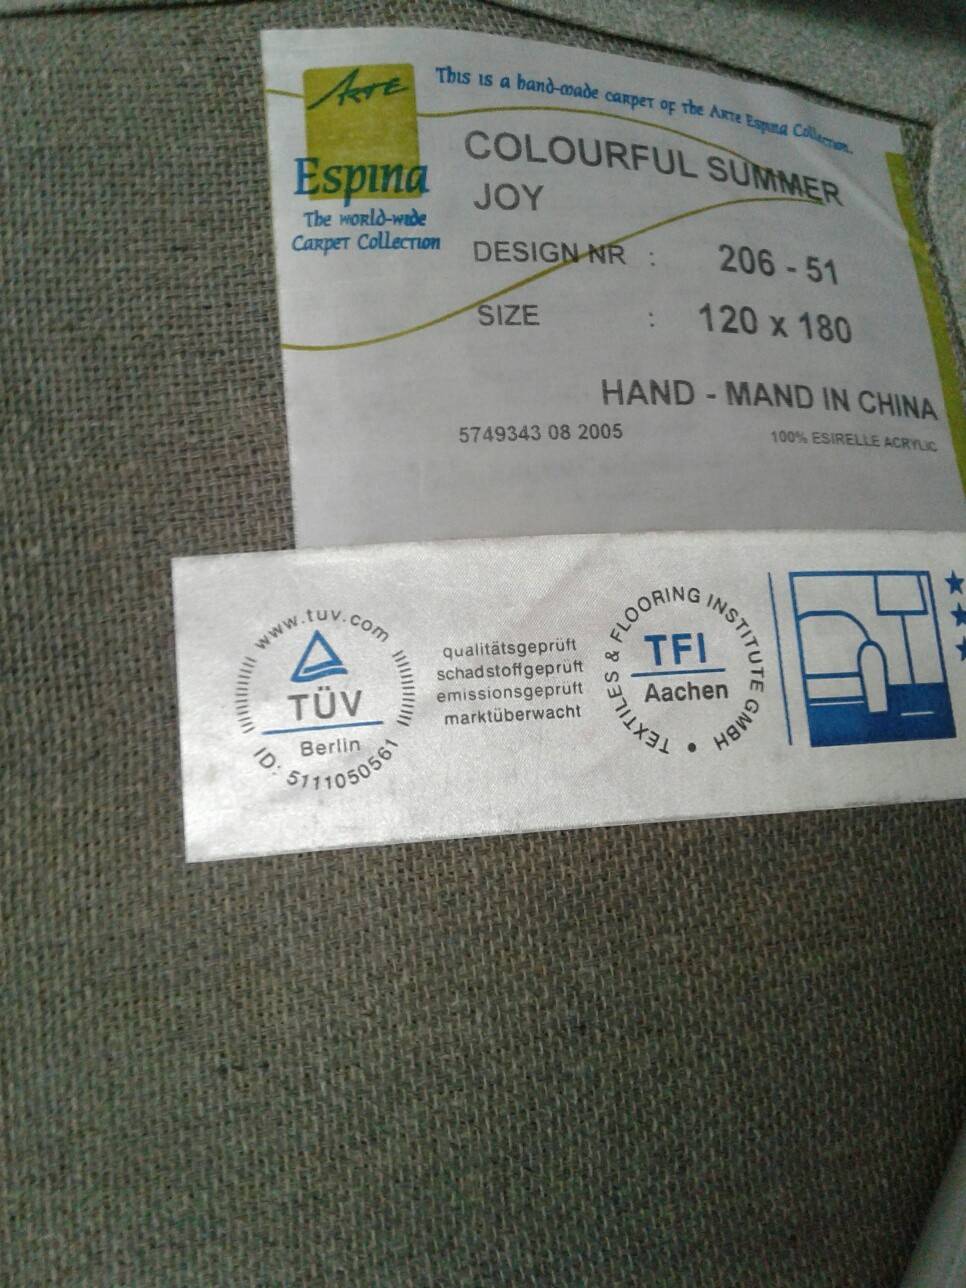 ARTE
Espina
The world-wide
Carpet Collection
This is a hand-made carpet of the Arte Espina Collection.
COLOURFUL SUMMER
JOY
DESIGN NR : 206 - 51
SIZE : 120 x 180
HAND - MAND IN CHINA
5749343 08 2005
100% ESIRELLE ACRYLIC
www.tuv.com
TÜV
Berlin
ID: 5111050561
qualitätsgeprüft
schadstoffgeprüft
emissionsgeprüft
marktüberwacht
TEXTILES & FLOORING INSTITUTE GMBH •
TFI
Aachen